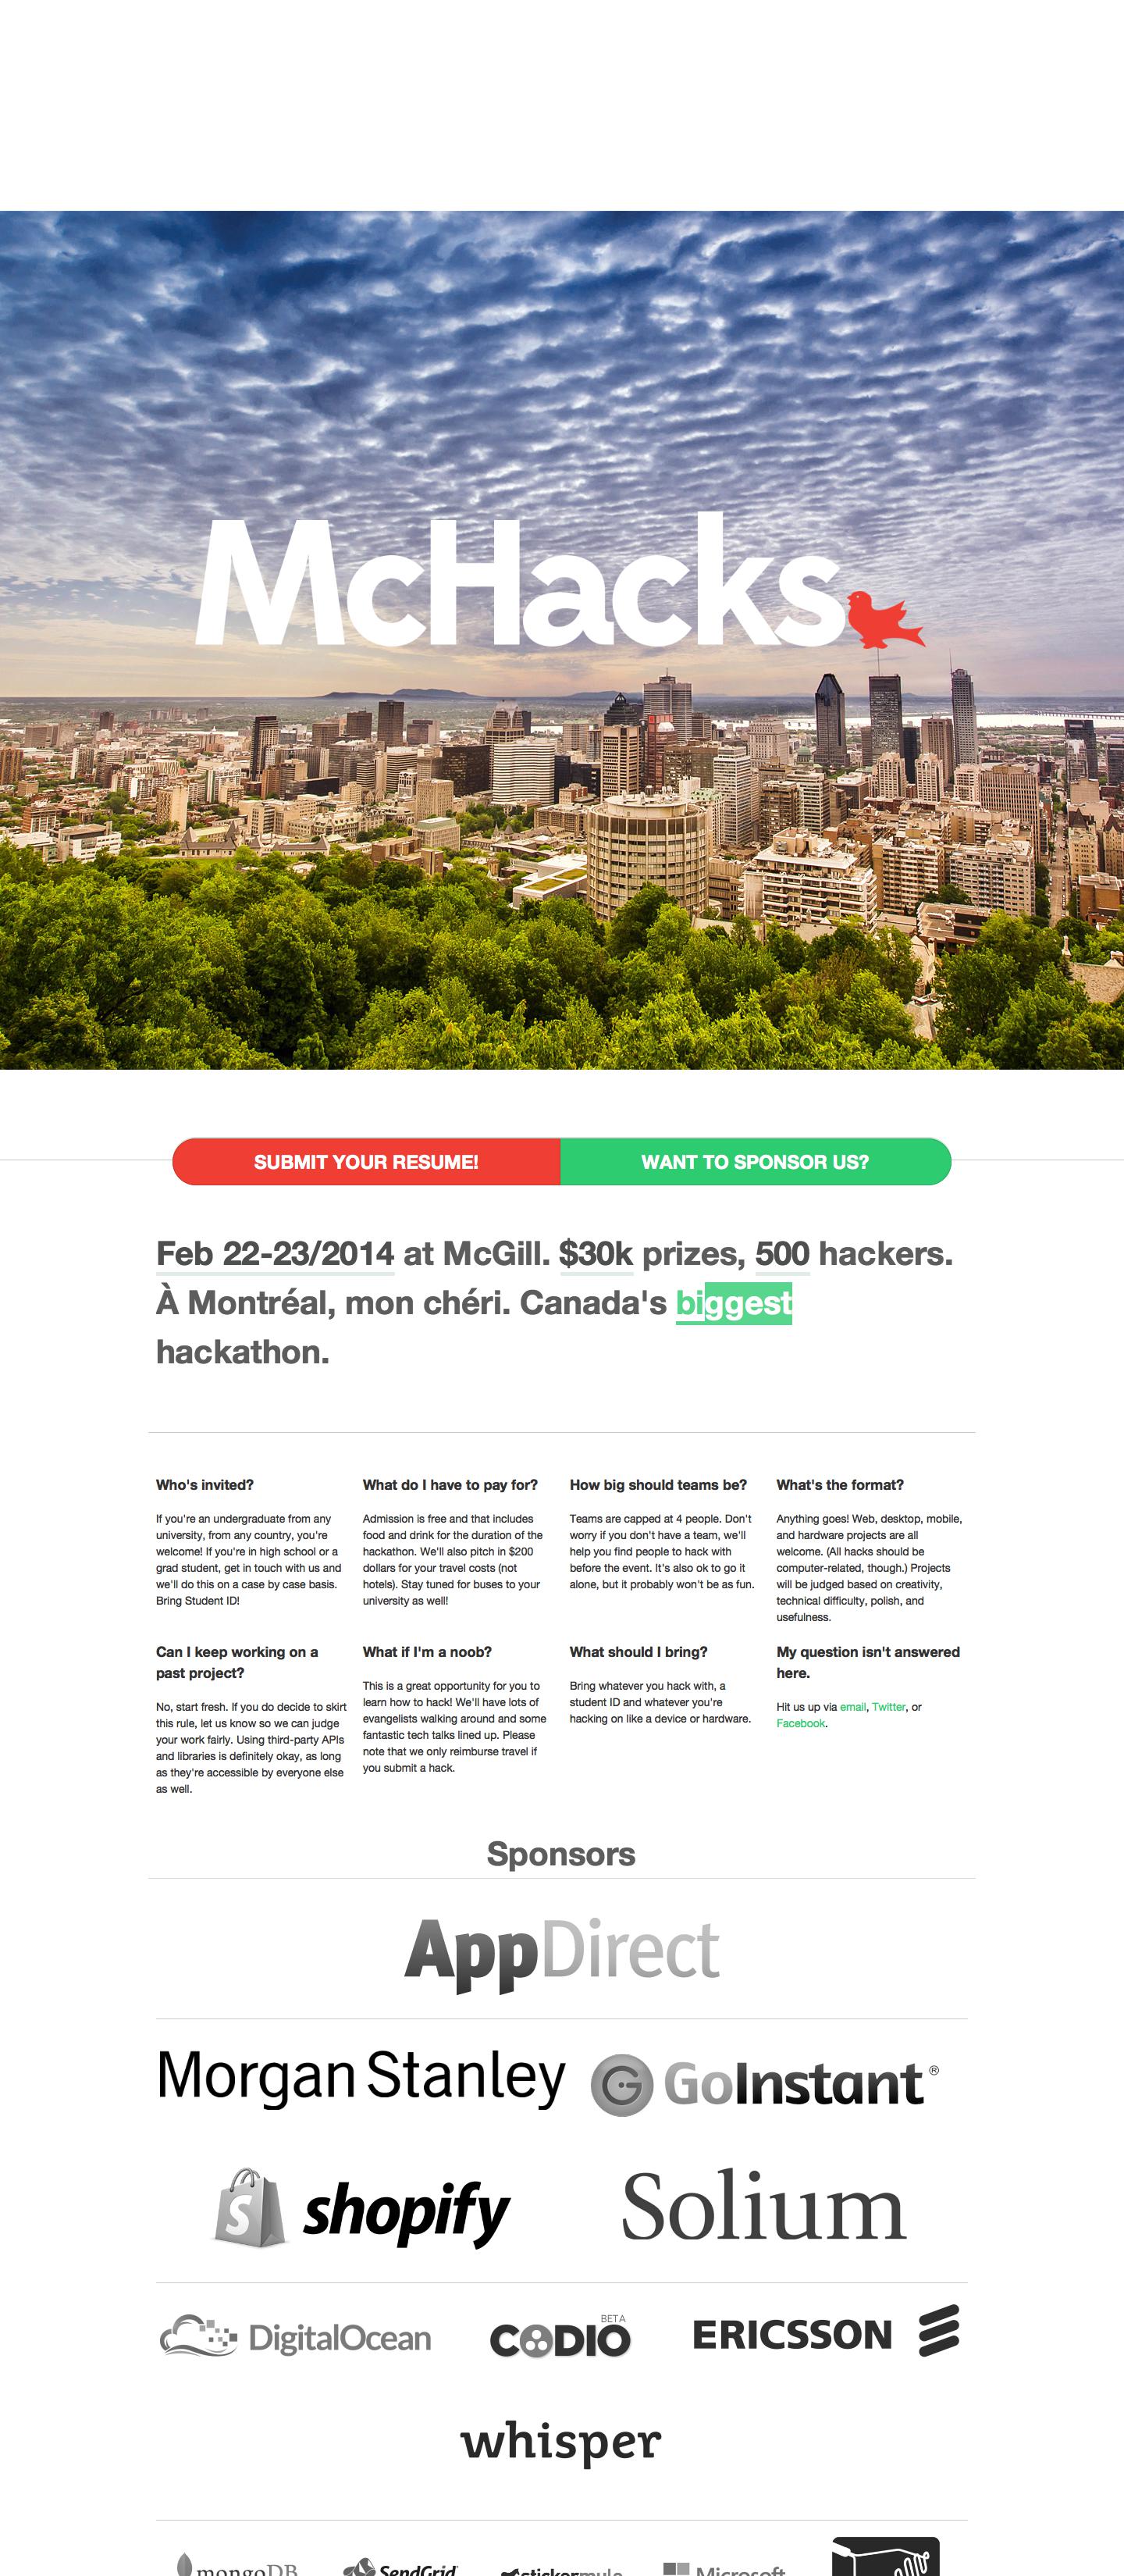 McHacks
SUBMIT YOUR RESUME!
WANT TO SPONSOR US?
Feb 22-23/2014 at McGill. $30k prizes, 500 hackers.
À Montréal, mon chéri. Canada's biggest
hackathon.
Who's invited?
If you're an undergraduate from any
university, from any country, you're
welcome! If you're in high school or a
grad student, get in touch with us and
we'll do this on a case by case basis.
Bring Student ID!
What do I have to pay for?
Admission is free and that includes
food and drink for the duration of the
hackathon. We'll also pitch in $200
dollars for your travel costs (not
hotels). Stay tuned for buses to your
university as well!
How big should teams be?
Teams are capped at 4 people. Don't
worry if you don't have a team, we'll
help you find people to hack with
before the event. It's also ok to go it
alone, but it probably won't be as fun.
What's the format?
Anything goes! Web, desktop, mobile,
and hardware projects are all
welcome. (All hacks should be
computer-related, though.) Projects
will be judged based on creativity,
technical difficulty, polish, and
usefulness.
Can I keep working on a
past project?
No, start fresh. If you do decide to skirt
this rule, let us know so we can judge
your work fairly. Using third-party APIs
and libraries is definitely okay, as long
as they're accessible by everyone else
as well.
What if I'm a noob?
This is a great opportunity for you to
learn how to hack! We'll have lots of
evangelists walking around and some
fantastic tech talks lined up. Please
note that we only reimburse travel if
you submit a hack.
What should I bring?
Bring whatever you hack with, a
student ID and whatever you're
hacking on like a device or hardware.
My question isn't answered
here.
Hit us up via email, Twitter, or
Facebook.
Sponsors
AppDirect
Morgan Stanley
GoInstant®
S shopify
Solium
DigitalOcean
BETA
CODIO
ERICSSON
whisper
mongoDB
SendGrid
stickermule
Microsoft